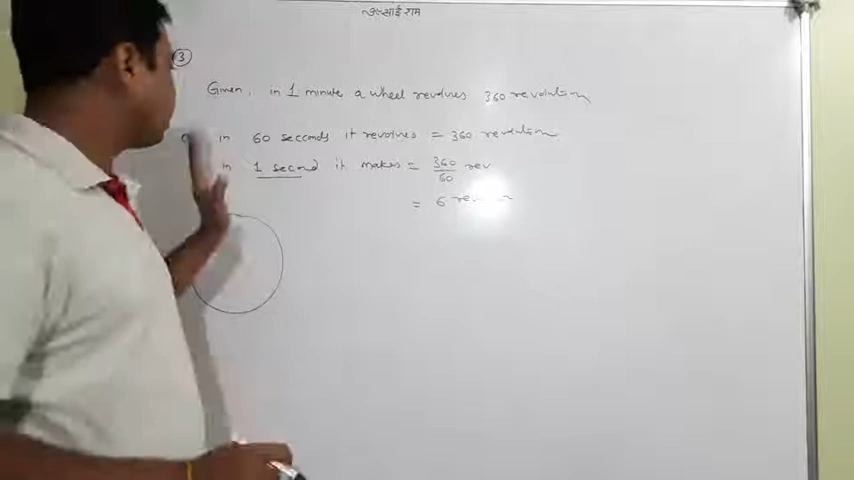 ॐ साई राम
③
Given, in 1 minute a wheel revolves 360 revolution
in 60 seconds it revolves = 360 revolution
in 1 second it makes = 360/60 rev
= 6